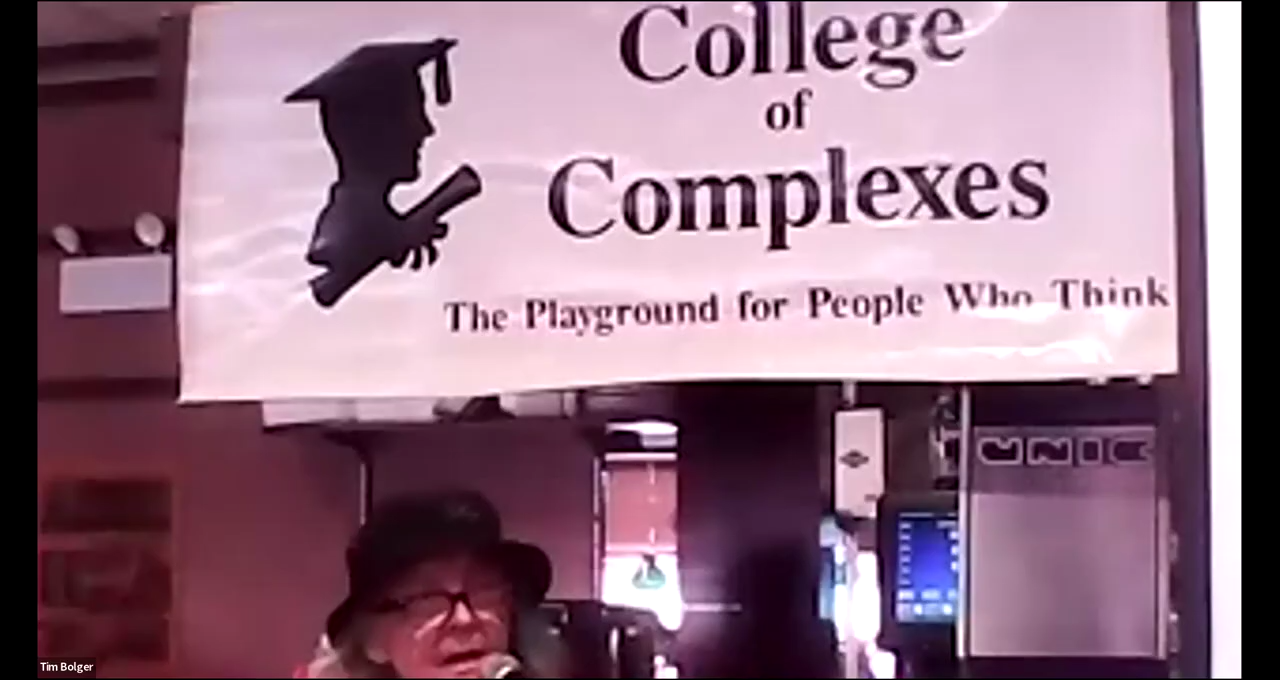 College
of
Complexes
The Playground for People Who Think
UNIC
Tim Bolger